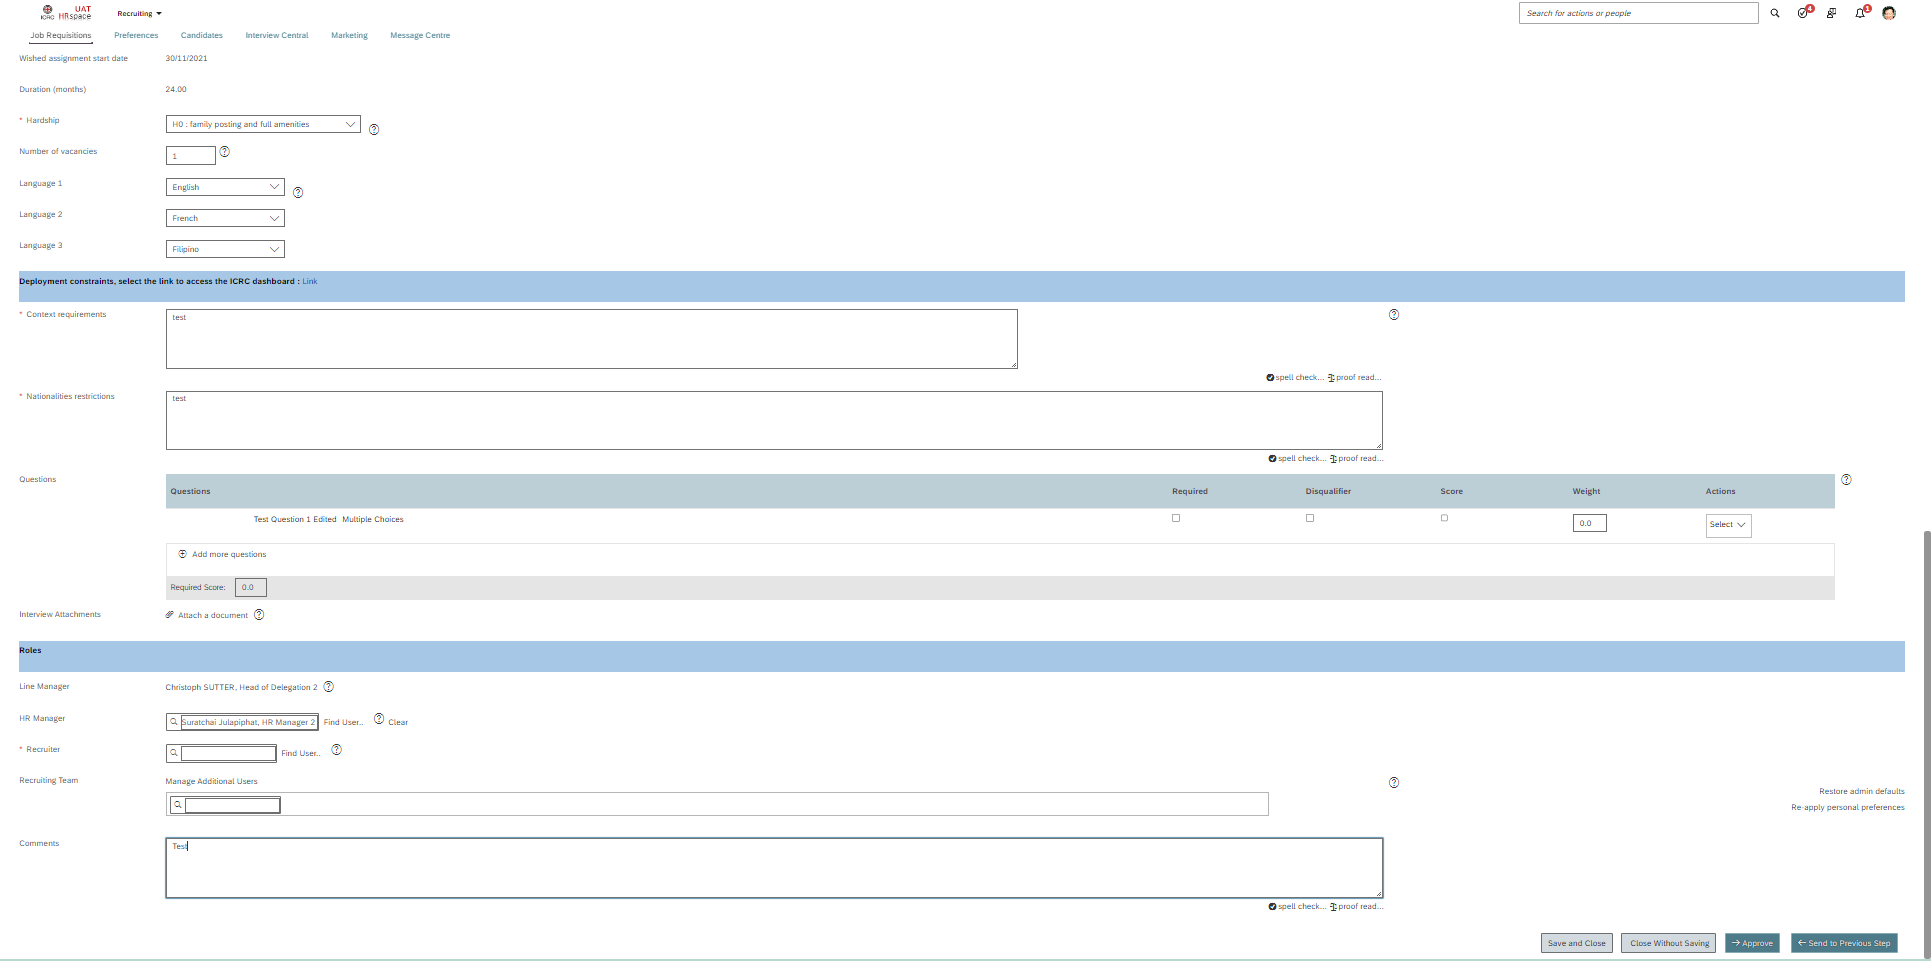 UAT
ICRC HRspace
Recruiting
Search for actions or people
4
1
Job Requisitions Preferences Candidates Interview Central Marketing Message Centre
Wished assignment start date 30/11/2021
Duration (months) 24.00
* Hardship H0 : family posting and full amenities
Number of vacancies 1
Language 1 English
Language 2 French
Language 3 Filipino
Deployment constraints, select the link to access the ICRC dashboard : Link
* Context requirements test
spell check... proof read...
* Nationalities restrictions test
spell check... proof read...
Questions
Questions Required Disqualifier Score Weight Actions
Test Question 1 Edited Multiple Choices 0.0 Select
Add more questions
Required Score: 0.0
Interview Attachments Attach a document
Roles
Line Manager Christoph SUTTER, Head of Delegation 2
HR Manager Suratchai Julapiphat, HR Manager 2 Find User.. Clear
* Recruiter Find User..
Recruiting Team Manage Additional Users
Restore admin defaults
Re-apply personal preferences
Comments Test
spell check... proof read...
Save and Close Close Without Saving → Approve ← Send to Previous Step